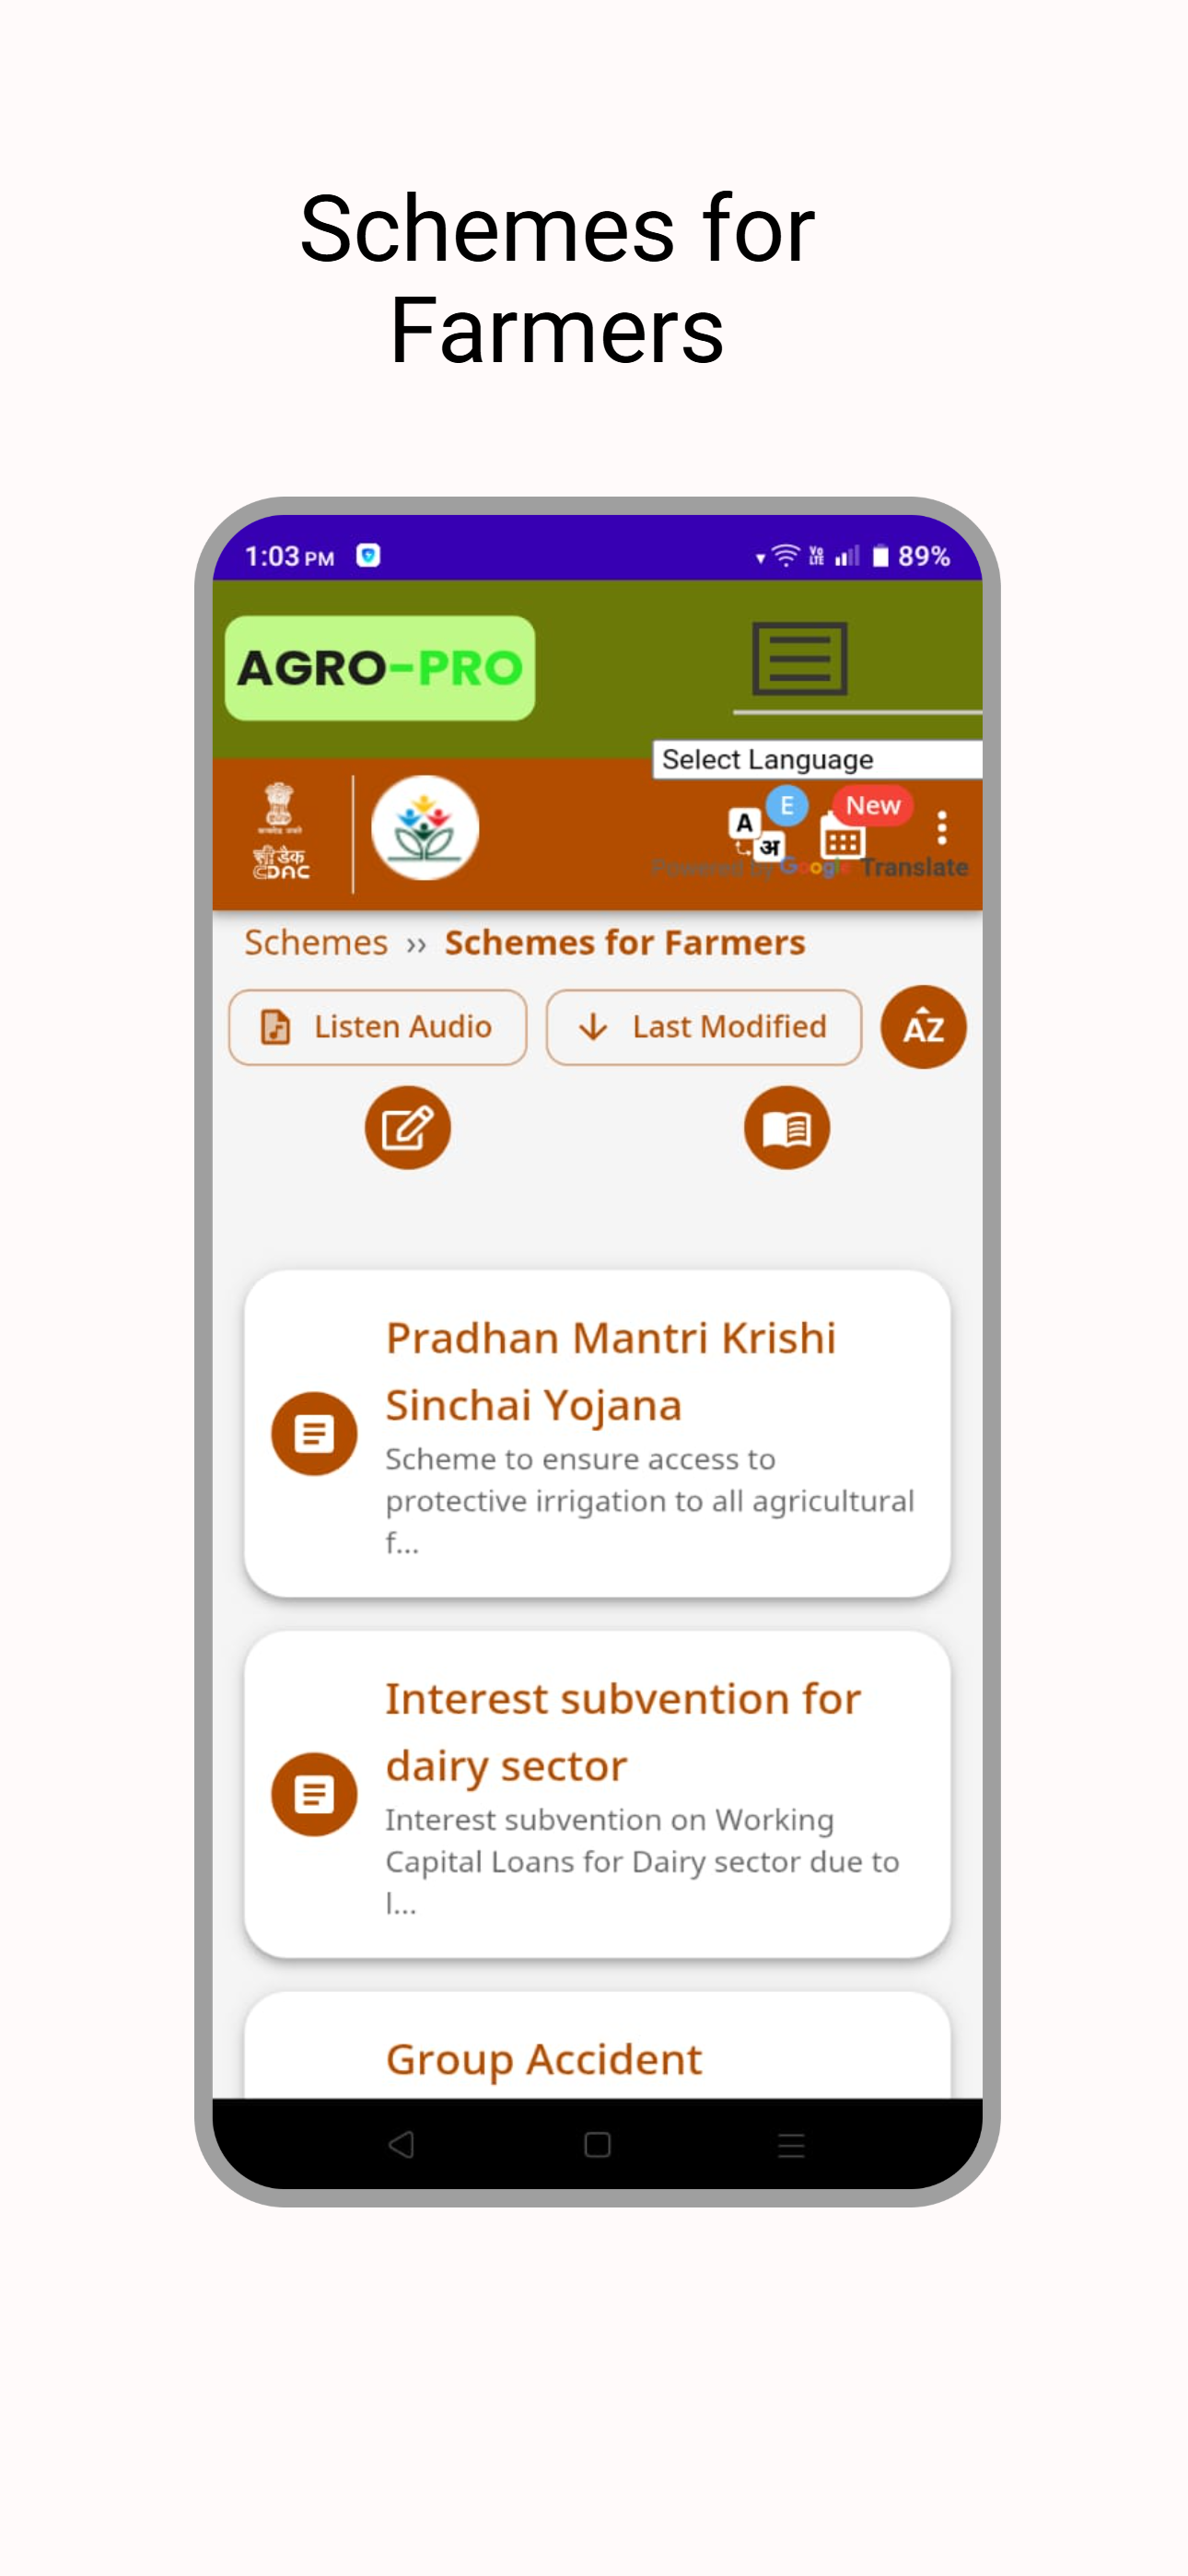 Schemes for
Farmers
1:03 PM
Vo
LTE
89%
AGRO-PRO
Select Language
E
New
A
अ
सी डैक
CDAC
Powered by Google Translate
Schemes ›› Schemes for Farmers
Listen Audio
Last Modified
AZ
Pradhan Mantri Krishi
Sinchai Yojana
Scheme to ensure access to
protective irrigation to all agricultural
f...
Interest subvention for
dairy sector
Interest subvention on Working
Capital Loans for Dairy sector due to
l...
Group Accident